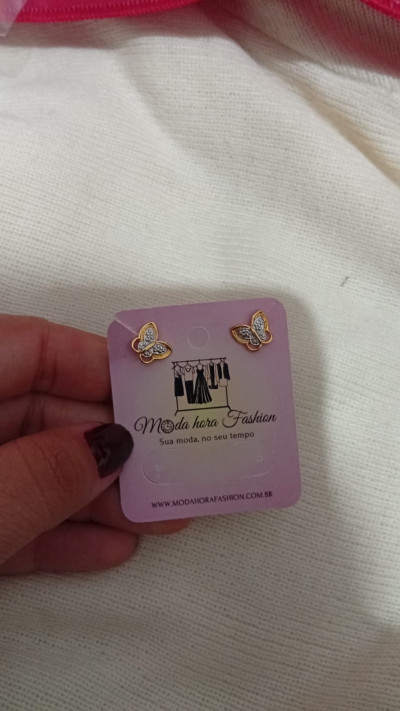 Moda hora Fashion
Sua moda, no seu tempo
WWW.MODAHORAFASHION.COM.BR